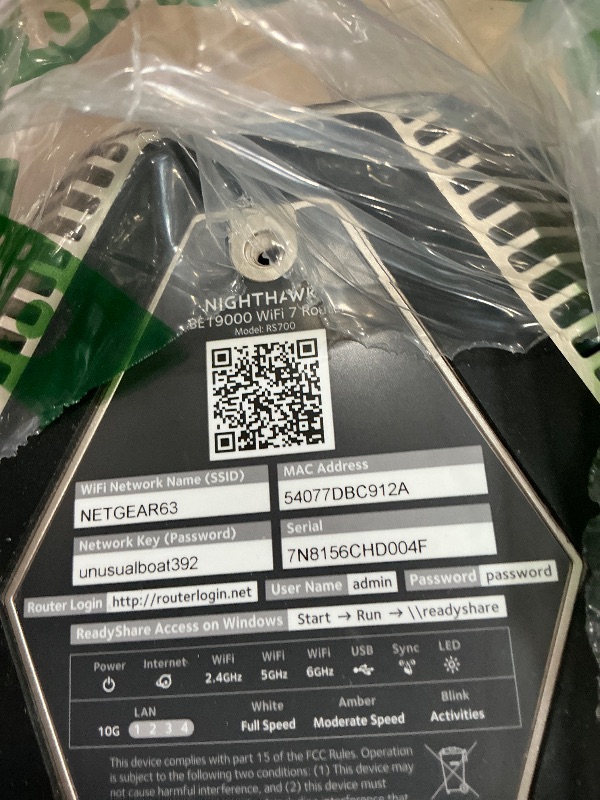 NIGHTHAWK
BE19000 WiFi 7 Router
Model: RS700
WiFi Network Name (SSID)
NETGEAR63
MAC Address
54077DBC912A
Network Key (Password)
unusualboat392
Serial
7N8156CHD004F
Router Login http://routerlogin.net User Name admin Password password
ReadyShare Access on Windows Start → Run → \\readyshare
Power Internet WiFi WiFi WiFi USB Sync LED
2.4GHz 5GHz 6GHz
LAN White Amber Blink
10G 1 2 3 4 Full Speed Moderate Speed Activities
This device complies with part 15 of the FCC Rules. Operation
is subject to the following two conditions: (1) This device may
not cause harmful interference, and (2) this device must